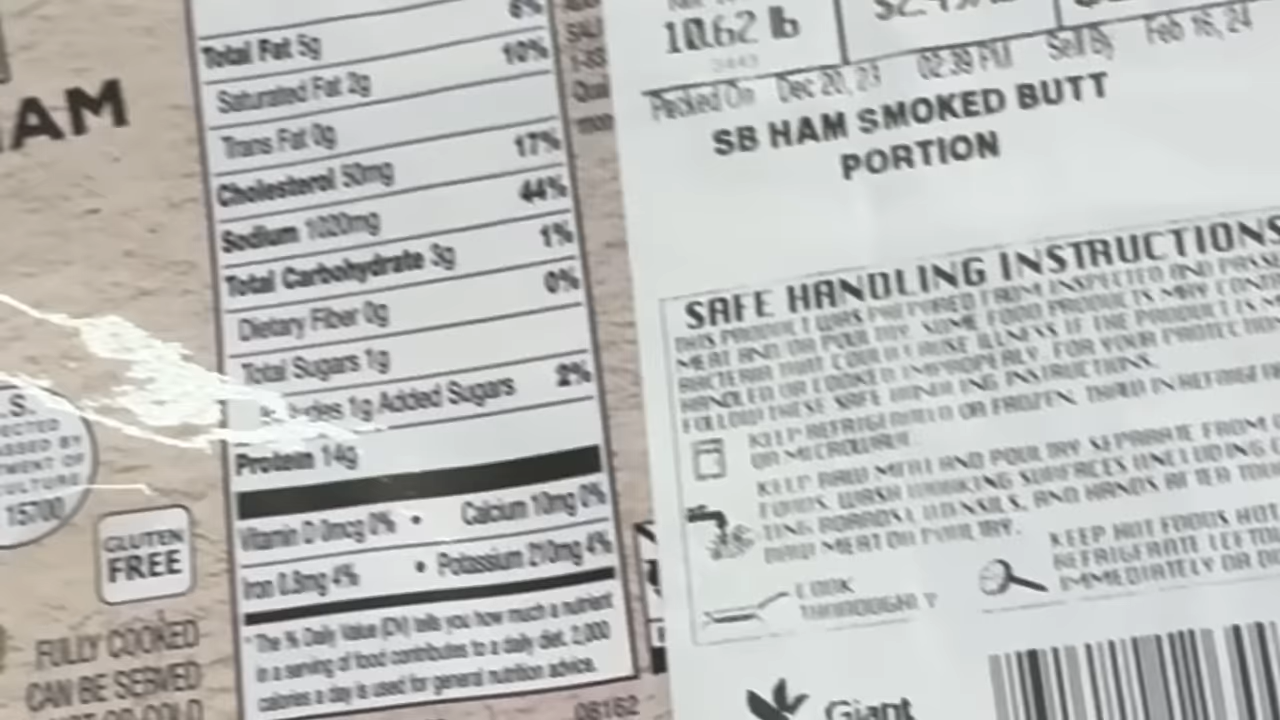 HAM
GLUTEN
FREE
15700
FULLY COOKED
CAN BE SERVED
6%
Total Fat 5g
10%
Saturated Fat 2g
Trans Fat 0g
17%
Cholesterol 50mg
44%
Sodium 1020mg
1%
Total Carbohydrate 3g
0%
Dietary Fiber 0g
Total Sugars 1g
1g Added Sugars 2%
Protein 14g
Vitamin D 0mcg 0% • Calcium 10mg 0%
Iron 0.8mg 4% • Potassium 210mg 4%
*The % Daily Value (DV) tells you how much a nutrient
in a serving of food contributes to a daily diet. 2,000
calories a day is used for general nutrition advice.
08162
10.62 lb
Packed On Dec 20, 23 02:39 PM Sell By Feb 16, 24
SB HAM SMOKED BUTT
PORTION
SAFE HANDLING INSTRUCTIONS
THIS PRODUCT WAS PREPARED FROM INSPECTED AND PASSED
MEAT AND/OR POULTRY. SOME FOOD PRODUCTS MAY CONTAIN
BACTERIA THAT COULD CAUSE ILLNESS IF THE PRODUCT IS
HANDLED OR COOKED IMPROPERLY. FOR YOUR PROTECTION
FOLLOW THESE SAFE HANDLING INSTRUCTIONS.
KEEP REFRIGERATED OR FROZEN. THAW IN REFRIGERATOR
OR MICROWAVE.
KEEP RAW MEAT AND POULTRY SEPARATE FROM
FOODS. WASH WORKING SURFACES (INCLUDING
TING BOARDS), UTENSILS, AND HANDS AFTER
RAW MEAT OR POULTRY.
COOK
THOROUGHLY
KEEP HOT FOODS HOT
REFRIGERATE
IMMEDIATELY OR
Giant